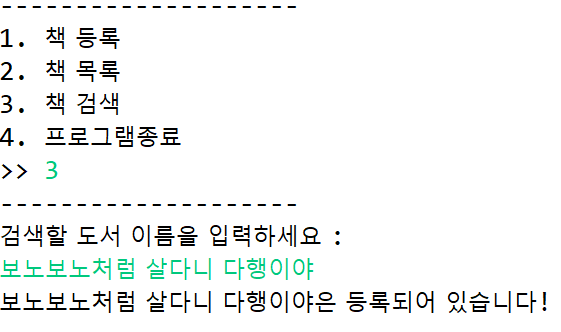 --------------------
1. 책 등록
2. 책 목록
3. 책 검색
4. 프로그램종료
>> 3
--------------------
검색할 도서 이름을 입력하세요 :
보노보노처럼 살다니 다행이야
보노보노처럼 살다니 다행이야은 등록되어 있습니다!